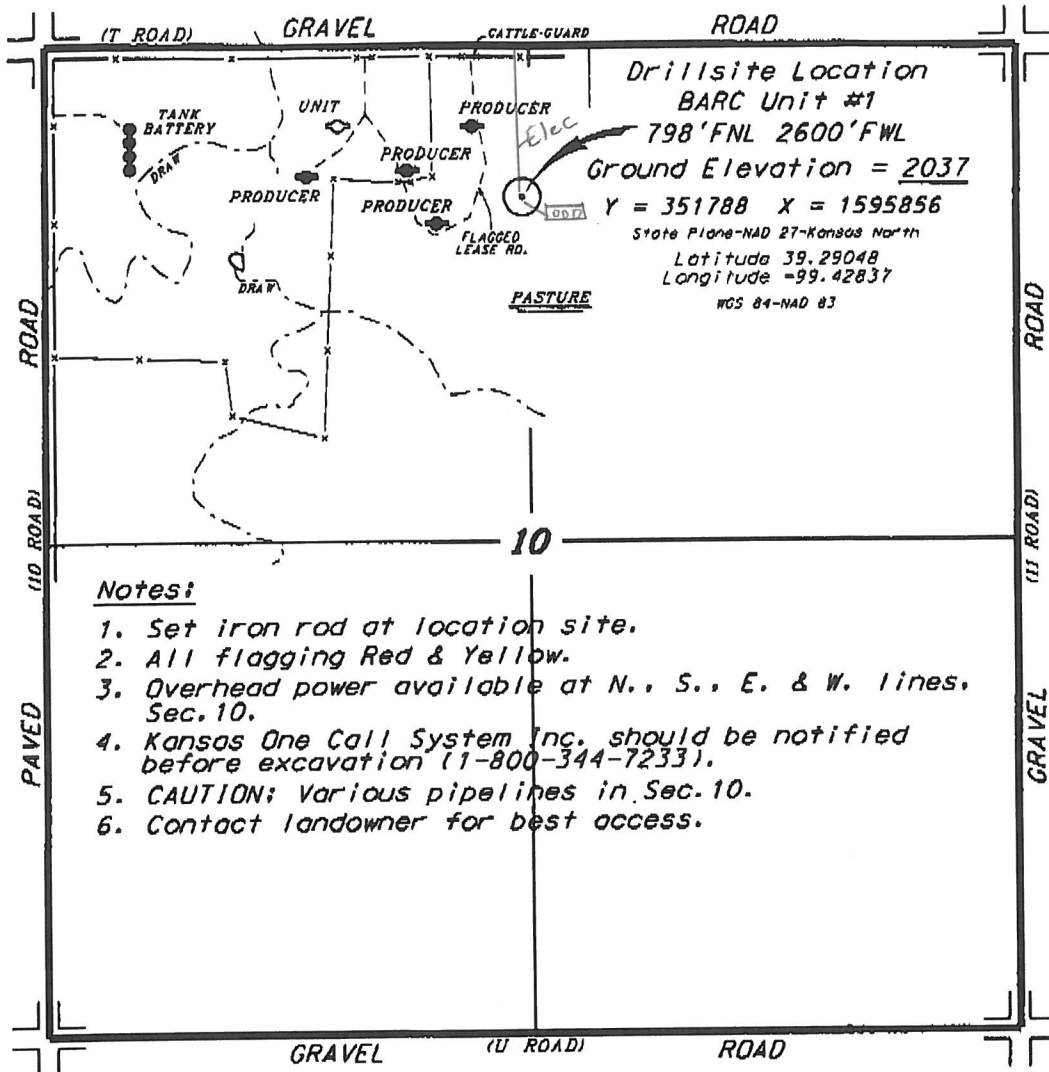 (T ROAD) GRAVEL CATTLE-GUARD ROAD
Drillsite Location
BARC Unit #1
798'FNL 2600'FWL
Ground Elevation = 2037
Y = 351788 X = 1595856
State Plane-NAD 27-Kansas North
Latitude 39.29048
Longitude -99.42837
WGS 84-NAD 83
TANK
BATTERY
UNIT
PRODUCER
Elec
DRAW
PRODUCER
PRODUCER
PRODUCER
FLAGGED
LEASE RD.
DRAW
PASTURE
ROAD
ROAD
(10 ROAD)
(11 ROAD)
10
Notes:
1. Set iron rod at location site.
2. All flagging Red & Yellow.
3. Overhead power available at N., S., E. & W. lines,
Sec. 10.
4. Kansas One Call System Inc. should be notified
before excavation (1-800-344-7233).
5. CAUTION: Various pipelines in Sec. 10.
6. Contact landowner for best access.
PAVED
GRAVEL
GRAVEL (U ROAD) ROAD